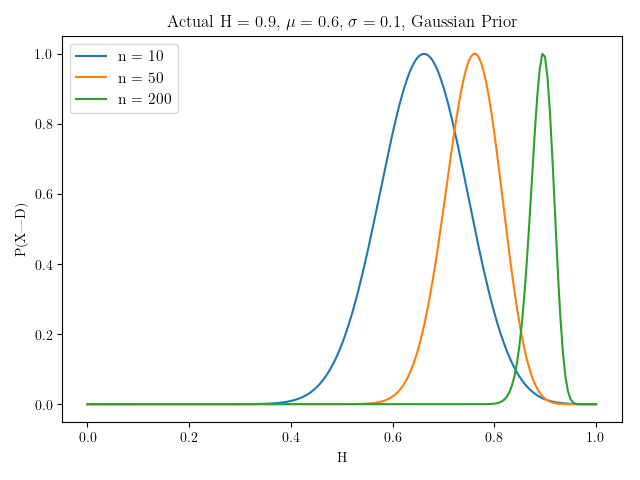 Actual H = 0.9, μ = 0.6, σ = 0.1, Gaussian Prior
n = 10
n = 50
n = 200
P(X—D)
1.0
0.8
0.6
0.4
0.2
0.0
0.0 0.2 0.4 0.6 0.8 1.0
H